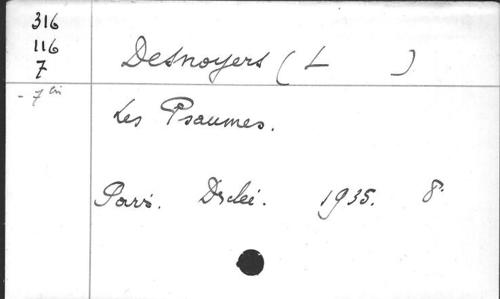 316
116
7
Desnoyers (L )
- 7 bis
Les Psaumes.
Paris. Desclée. 1935. 8°